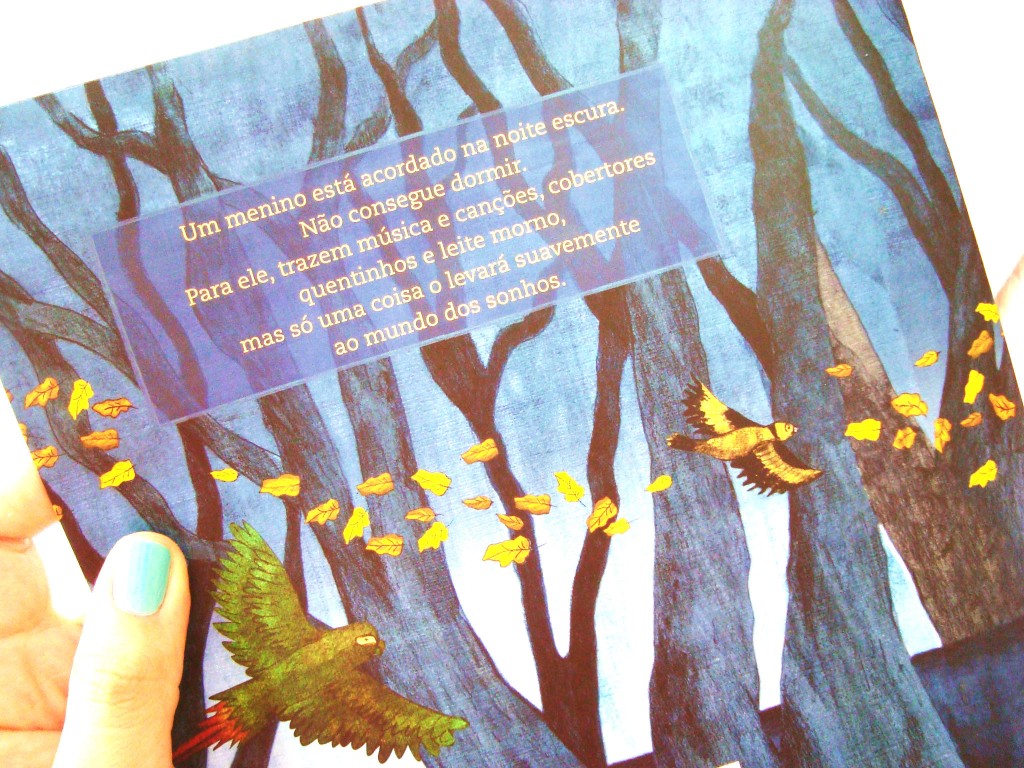 Um menino está acordado na noite escura.
Não consegue dormir.
Para ele, trazem música e canções, cobertores
quentinhos e leite morno,
mas só uma coisa o levará suavemente
ao mundo dos sonhos.